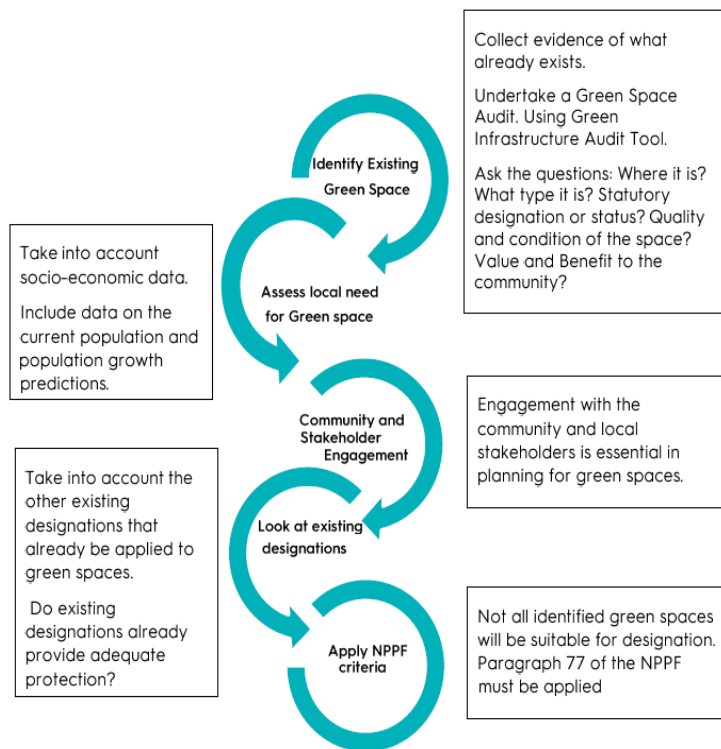 Collect evidence of what
already exists.
Undertake a Green Space
Audit. Using Green
Infrastructure Audit Tool.
Ask the questions: Where it is?
What type it is? Statutory
designation or status? Quality
and condition of the space?
Value and Benefit to the
community?
Identify Existing
Green Space
Take into account
socio-economic data.
Include data on the
current population and
population growth
predictions.
Assess local need
for Green space
Community and
Stakeholder
Engagement
Engagement with the
community and local
stakeholders is essential in
planning for green spaces.
Take into account the
other existing
designations that
already be applied to
green spaces.
Do existing
designations already
provide adequate
protection?
Look at existing
designations
Apply NPPF
criteria
Not all identified green spaces
will be suitable for designation.
Paragraph 77 of the NPPF
must be applied